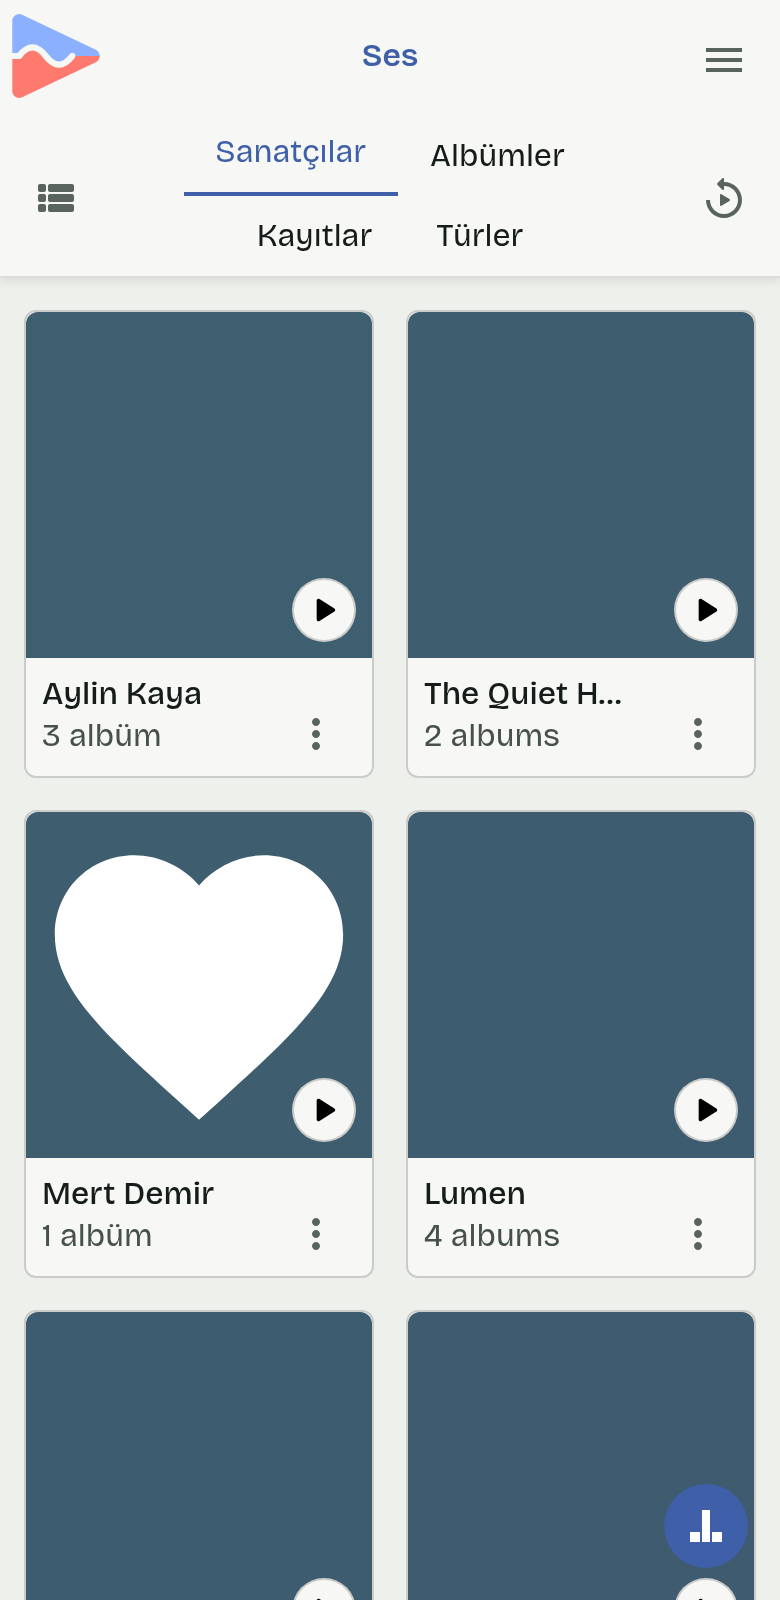 Ses
Sanatçılar
Albümler
Kayıtlar
Türler
Aylin Kaya
3 albüm
The Quiet H...
2 albums
Mert Demir
1 albüm
Lumen
4 albums